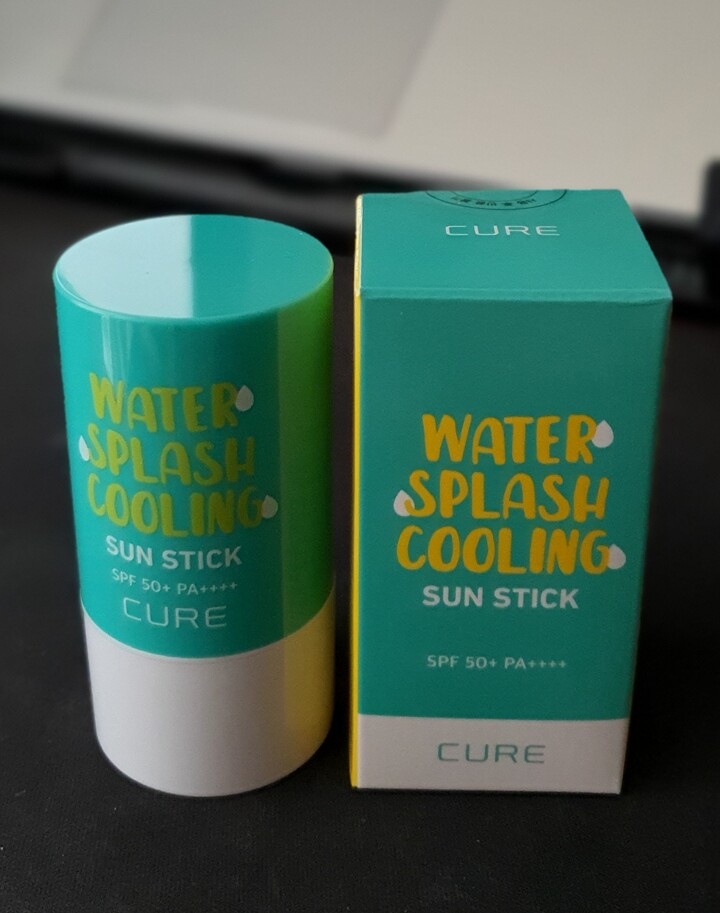 WATER
SPLASH
COOLING
SUN STICK
SPF 50+ PA++++
CURE
CURE
WATER
SPLASH
COOLING
SUN STICK
SPF 50+ PA++++
CURE